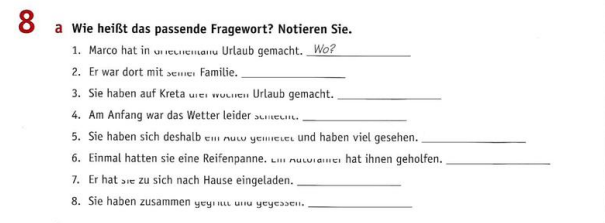 8 a Wie heißt das passende Fragewort? Notieren Sie.
1. Marco hat in Urlaub gemacht. Wo?
2. Er war dort mit seiner Familie.
3. Sie haben auf Kreta Urlaub gemacht.
4. Am Anfang war das Wetter leider
5. Sie haben sich deshalb und haben viel gesehen.
6. Einmal hatten sie eine Reifenpanne. hat ihnen geholfen.
7. Er hat sie zu sich nach Hause eingeladen.
8. Sie haben zusammen